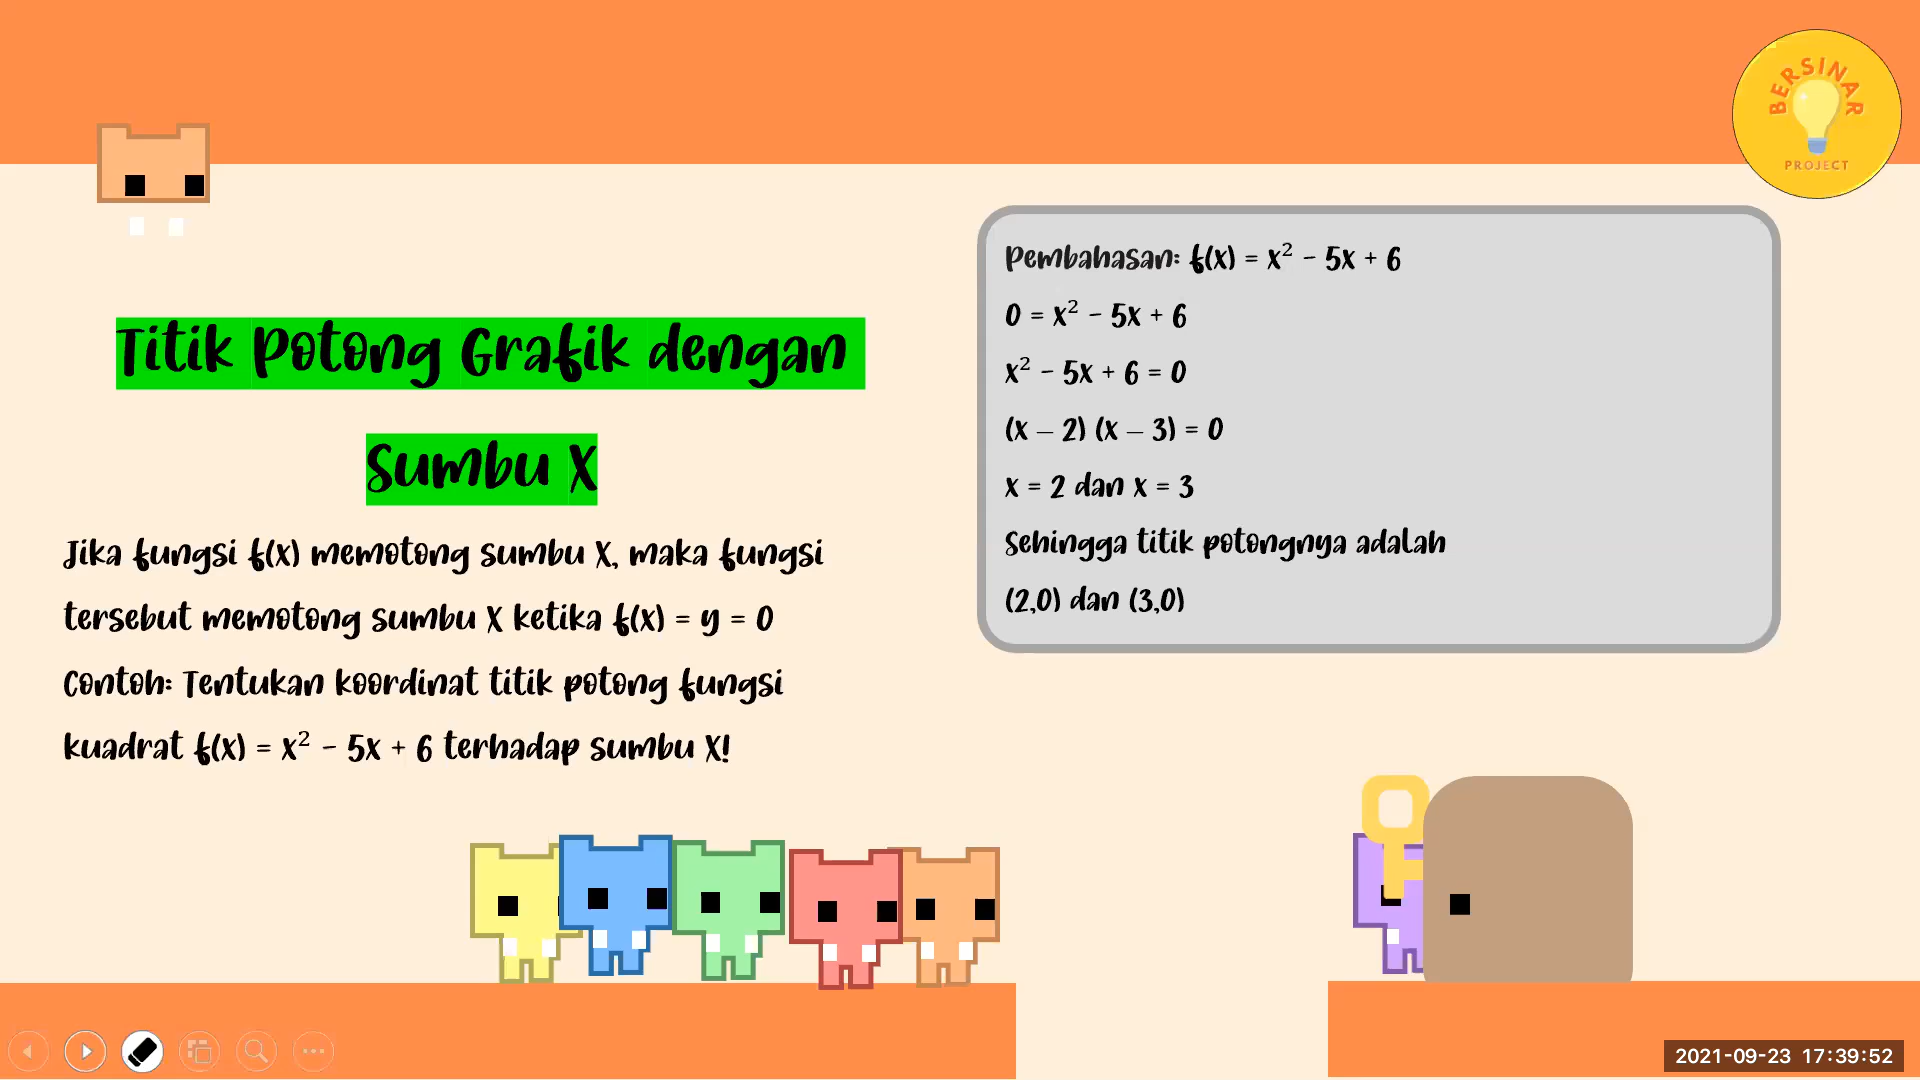 BERSINAR
PROJECT
Titik Potong Grafik dengan
Sumbu X
Jika fungsi f(x) memotong sumbu X, maka fungsi
tersebut memotong sumbu X ketika f(x) = y = 0
Contoh: Tentukan koordinat titik potong fungsi
kuadrat f(x) = x² - 5x + 6 terhadap sumbu X!
Pembahasan: f(x) = x² - 5x + 6
0 = x² - 5x + 6
x² - 5x + 6 = 0
(x – 2) (x – 3) = 0
x = 2 dan x = 3
Sehingga titik potongnya adalah
(2,0) dan (3,0)
2021-09-23 17:39:52